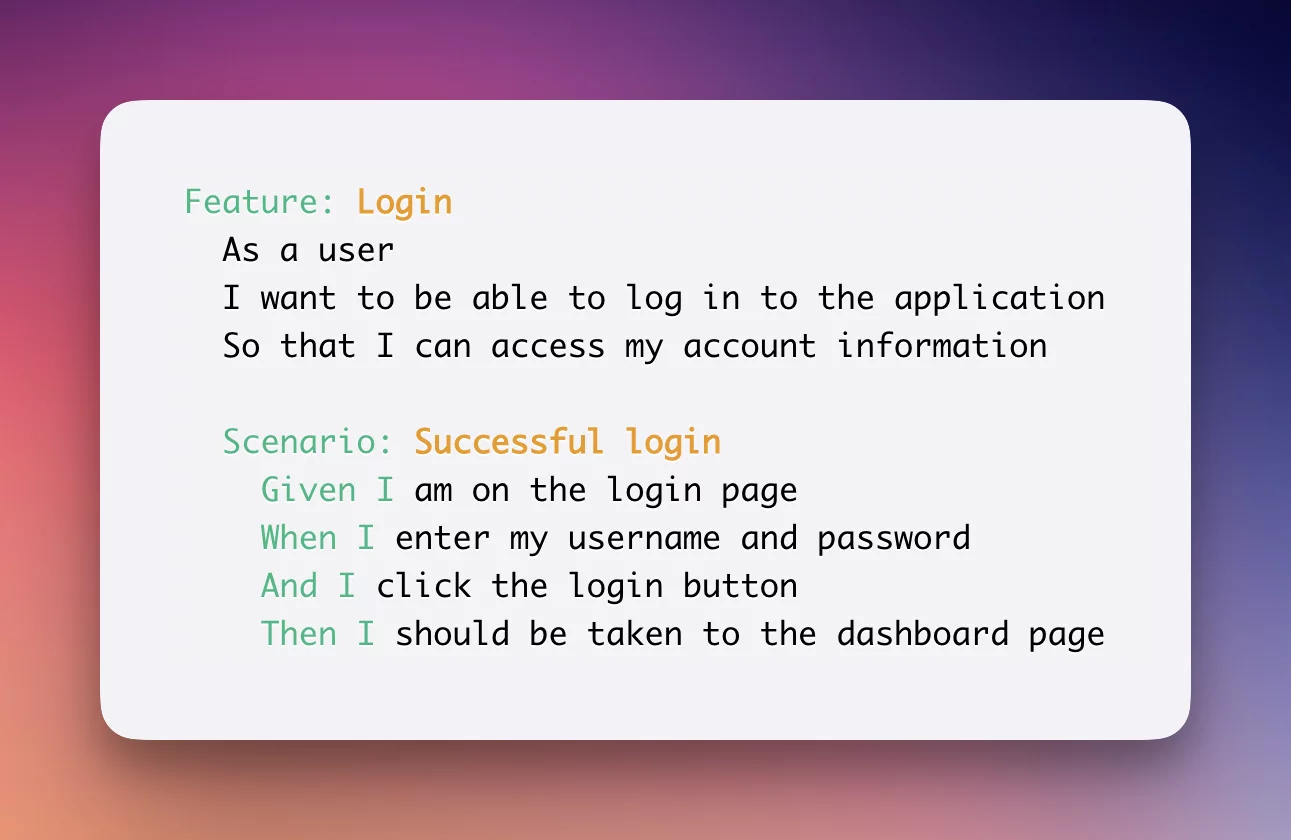 Feature: Login
As a user
I want to be able to log in to the application
So that I can access my account information
Scenario: Successful login
Given I am on the login page
When I enter my username and password
And I click the login button
Then I should be taken to the dashboard page